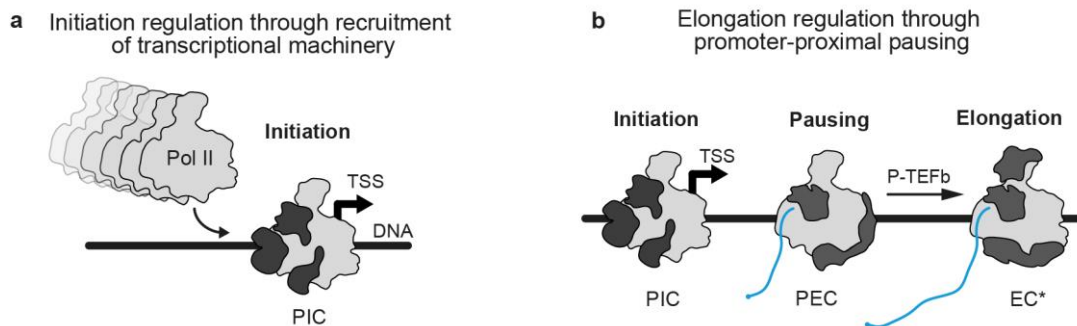 a Initiation regulation through recruitment
of transcriptional machinery
Initiation
Pol II
TSS
DNA
PIC
b Elongation regulation through
promoter-proximal pausing
Initiation Pausing Elongation
TSS
P-TEFb
PIC PEC EC*